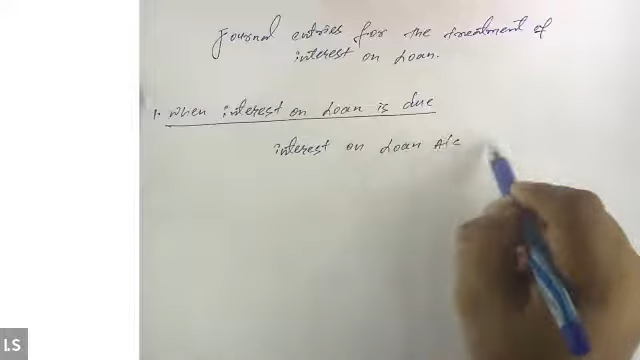 Journal entries for the treatment of
interest on Loan.
1. When interest on Loan is due
interest on Loan A/c
I.S